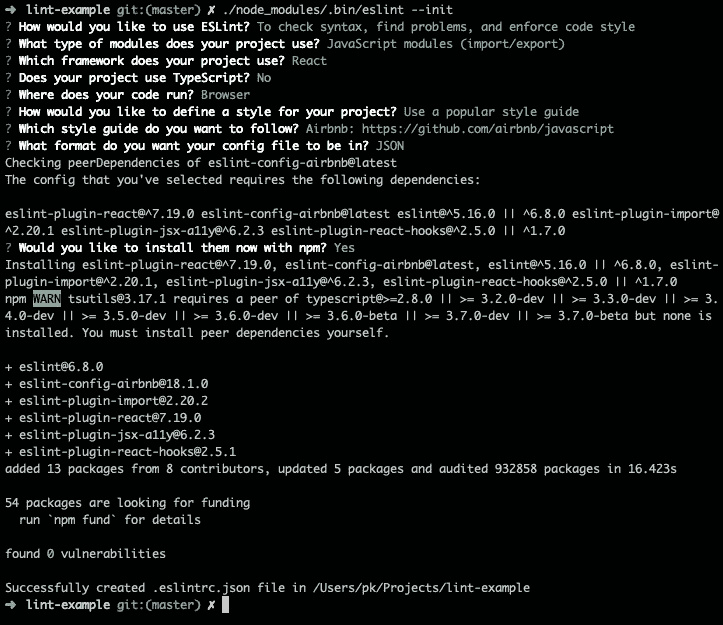 ➜  lint-example git:(master) ✗ ./node_modules/.bin/eslint --init
? How would you like to use ESLint? To check syntax, find problems, and enforce code style
? What type of modules does your project use? JavaScript modules (import/export)
? Which framework does your project use? React
? Does your project use TypeScript? No
? Where does your code run? Browser
? How would you like to define a style for your project? Use a popular style guide
? Which style guide do you want to follow? Airbnb: https://github.com/airbnb/javascript
? What format do you want your config file to be in? JSON
Checking peerDependencies of eslint-config-airbnb@latest
The config that you've selected requires the following dependencies:

eslint-plugin-react@^7.19.0 eslint-config-airbnb@latest eslint@^5.16.0 || ^6.8.0 eslint-plugin-import@
^2.20.1 eslint-plugin-jsx-a11y@^6.2.3 eslint-plugin-react-hooks@^2.5.0 || ^1.7.0
? Would you like to install them now with npm? Yes
Installing eslint-plugin-react@^7.19.0, eslint-config-airbnb@latest, eslint@^5.16.0 || ^6.8.0, eslint-
plugin-import@^2.20.1, eslint-plugin-jsx-a11y@^6.2.3, eslint-plugin-react-hooks@^2.5.0 || ^1.7.0
npm WARN tsutils@3.17.1 requires a peer of typescript@>=2.8.0 || >= 3.2.0-dev || >= 3.3.0-dev || >= 3.
4.0-dev || >= 3.5.0-dev || >= 3.6.0-dev || >= 3.6.0-beta || >= 3.7.0-dev || >= 3.7.0-beta but none is
installed. You must install peer dependencies yourself.

+ eslint@6.8.0
+ eslint-config-airbnb@18.1.0
+ eslint-plugin-import@2.20.2
+ eslint-plugin-react@7.19.0
+ eslint-plugin-jsx-a11y@6.2.3
+ eslint-plugin-react-hooks@2.5.1
added 13 packages from 8 contributors, updated 5 packages and audited 932858 packages in 16.423s

54 packages are looking for funding
  run `npm fund` for details

found 0 vulnerabilities

Successfully created .eslintrc.json file in /Users/pk/Projects/lint-example
➜  lint-example git:(master) ✗